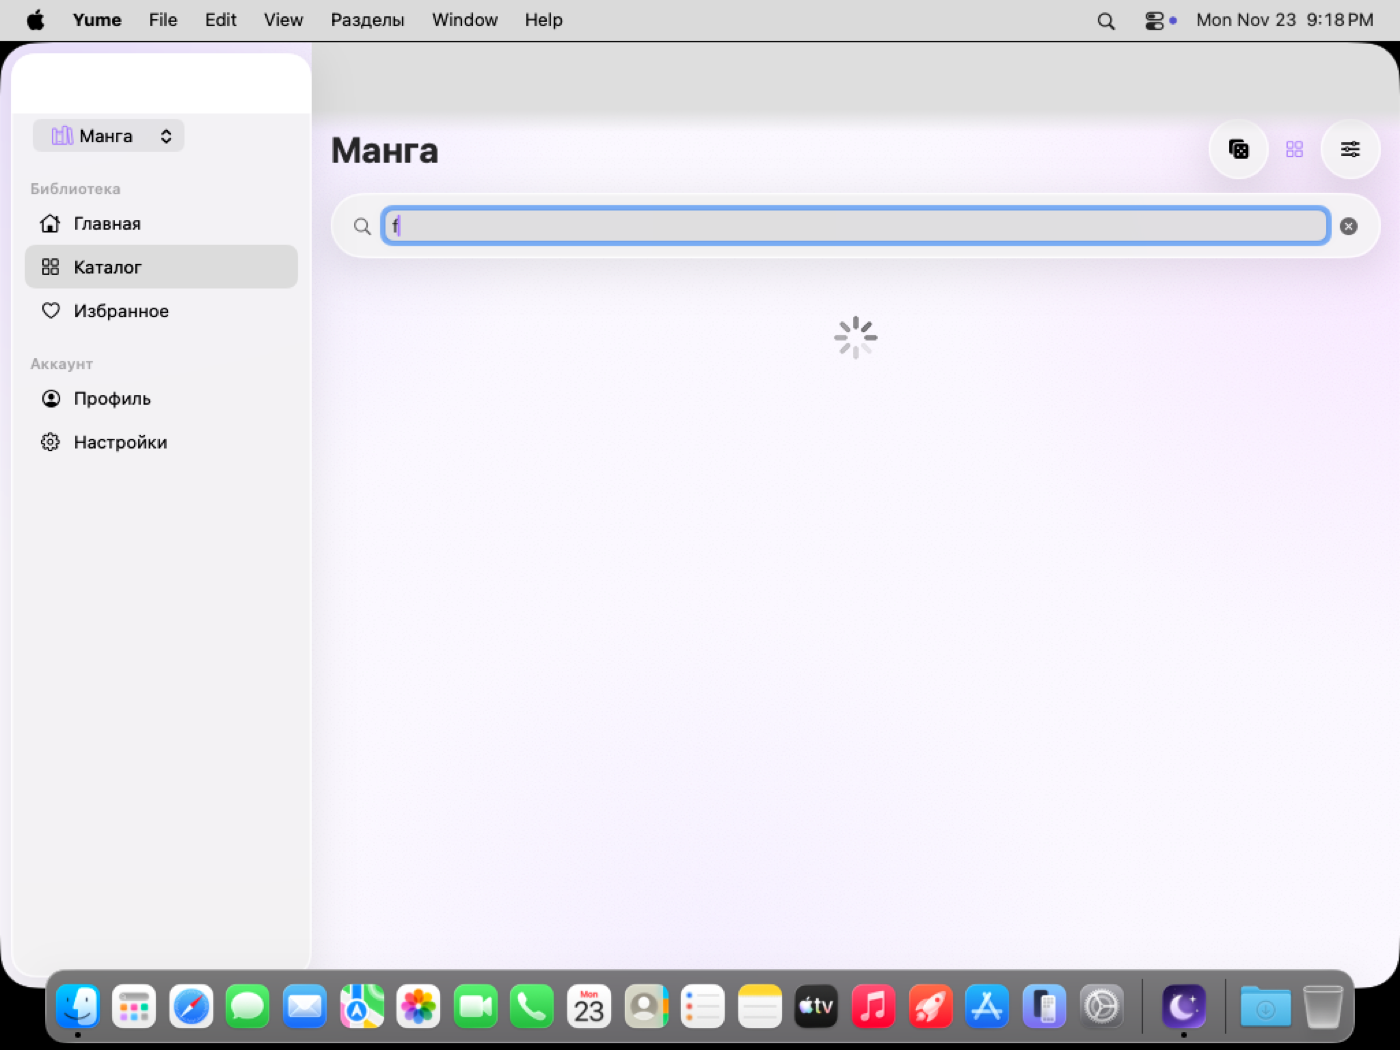 Yume File Edit View Разделы Window Help Mon Nov 23 9:18 PM
Манга
Библиотека
Главная
Каталог
Избранное
Аккаунт
Профиль
Настройки
Манга
f
Mon
23
tv